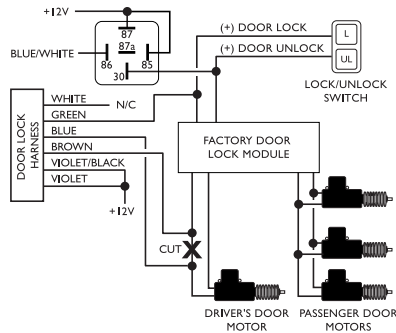 +12V
87
87a
BLUE/WHITE
86
85
30
(+) DOOR LOCK
(+) DOOR UNLOCK
L
UL
LOCK/UNLOCK
SWITCH
DOOR LOCK
HARNESS
WHITE
N/C
GREEN
BLUE
BROWN
VIOLET/BLACK
VIOLET
+12V
FACTORY DOOR
LOCK MODULE
CUT
DRIVER'S DOOR
MOTOR
PASSENGER DOOR
MOTORS